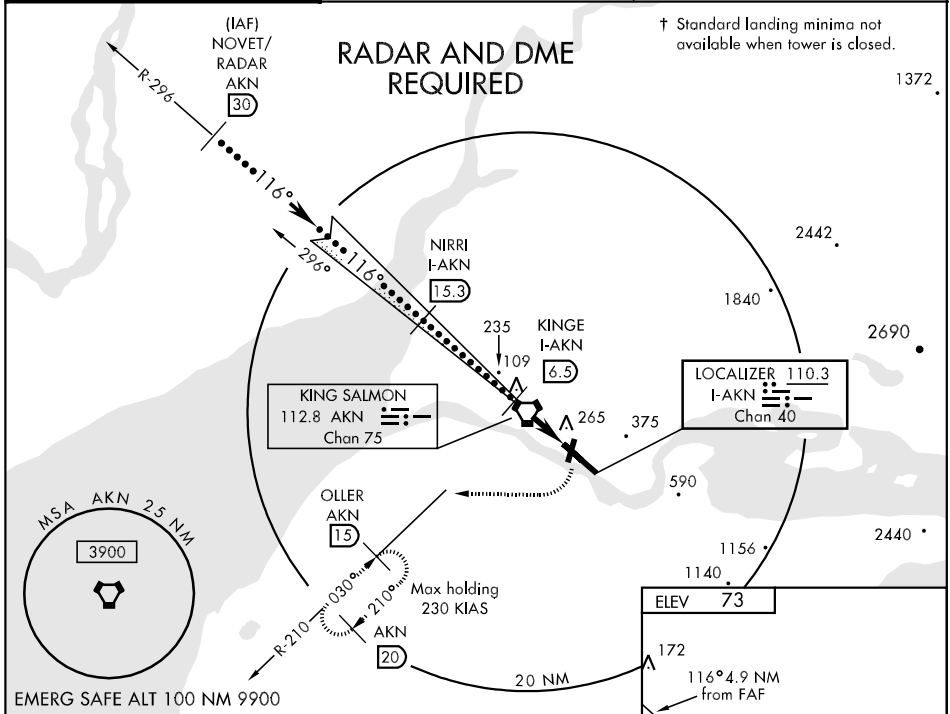 (IAF)
NOVET/
RADAR
AKN
30
R-296
RADAR AND DME
REQUIRED
† Standard landing minima not
available when tower is closed.
1372
116°
296°
116°
NIRRI
I-AKN
15.3
2442
1840
2690
235
109
KINGE
I-AKN
6.5
KING SALMON
112.8 AKN
Chan 75
LOCALIZER 110.3
I-AKN
Chan 40
265
375
590
OLLER
AKN
15
2440
1156
1140
MSA AKN 25 NM
3900
030°
210°
Max holding
230 KIAS
R-210
AKN
20
20 NM
ELEV 73
172
116° 4.9 NM
from FAF
EMERG SAFE ALT 100 NM 9900